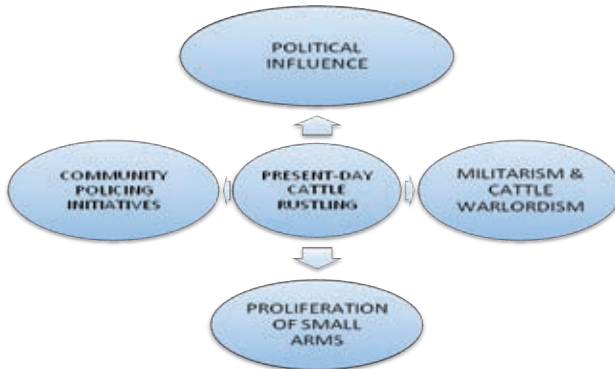 POLITICAL
INFLUENCE
COMMUNITY
POLICING
INITIATIVES
PRESENT-DAY
CATTLE
RUSTLING
MILITARISM &
CATTLE
WARLORDISM
PROLIFERATION
OF SMALL
ARMS